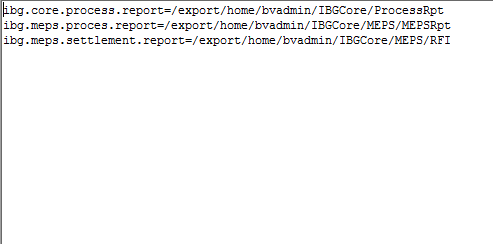 ibg.core.process.report=/export/home/bvadmin/IBGCore/ProcessRpt
ibg.meps.proces.report=/export/home/bvadmin/IBGCore/MEPS/MEPSRpt
ibg.meps.settlement.report=/export/home/bvadmin/IBGCore/MEPS/RFI